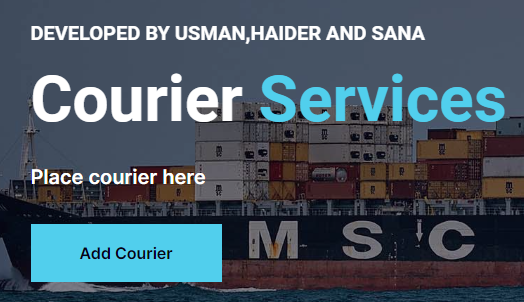 DEVELOPED BY USMAN,HAIDER AND SANA
Courier Services
Place courier here
Add Courier
MSC